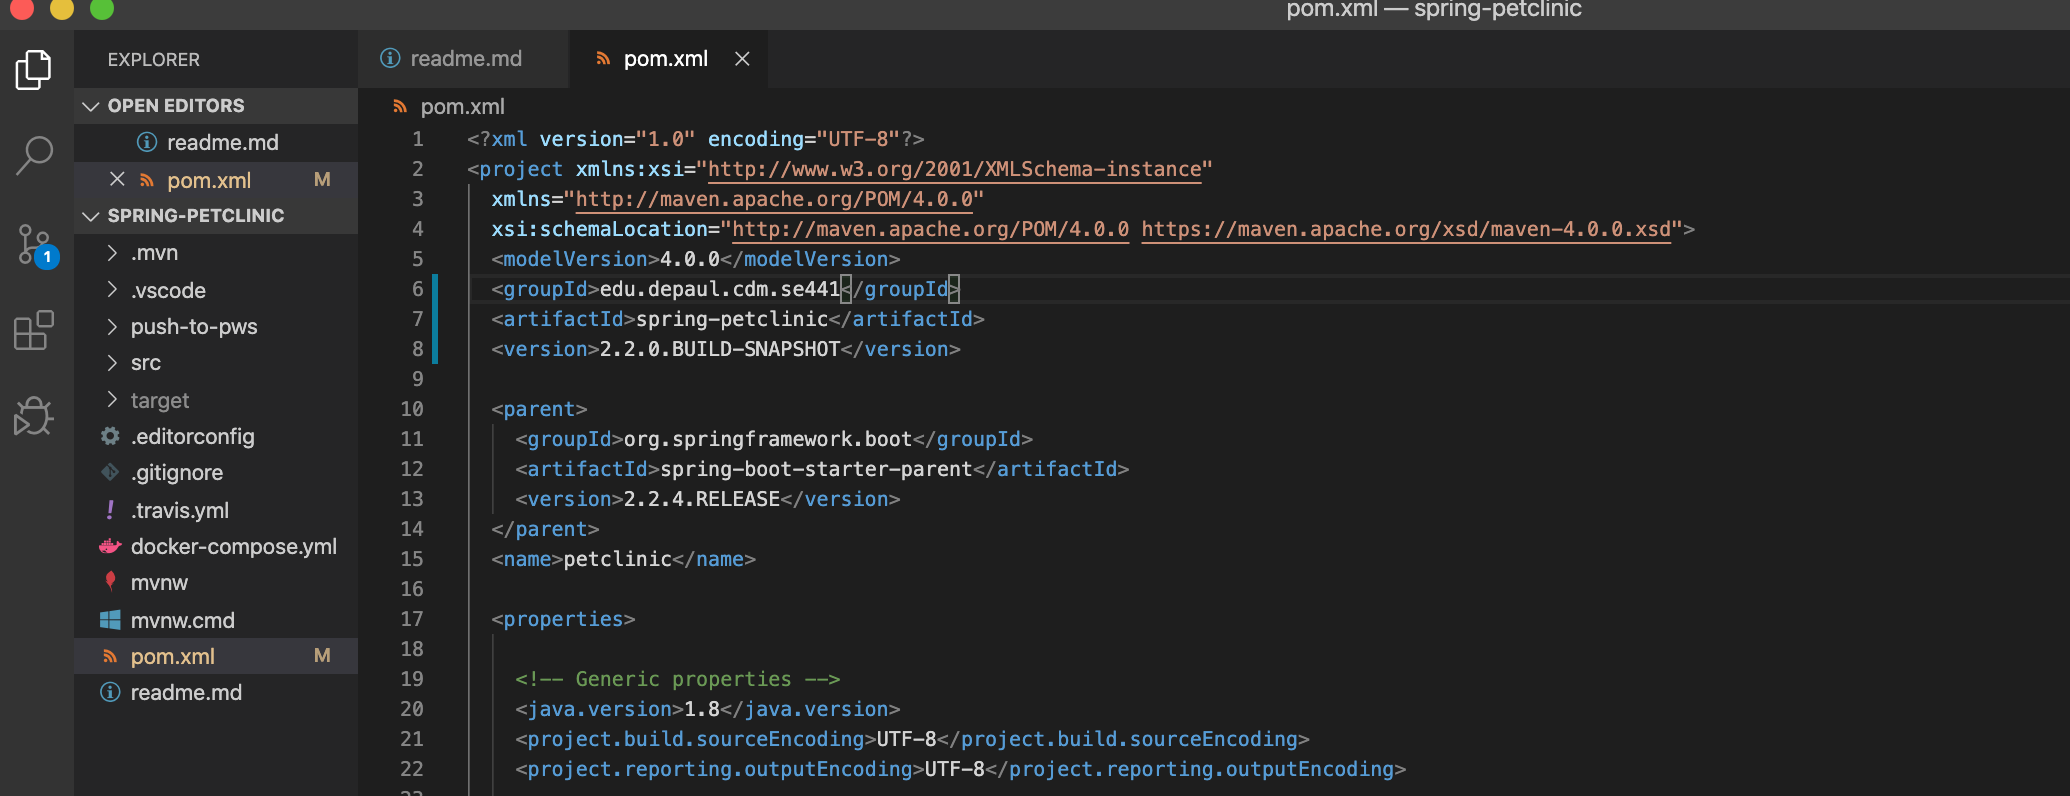 pom.xml — spring-petclinic
EXPLORER
OPEN EDITORS
readme.md
pom.xml M
SPRING-PETCLINIC
.mvn
.vscode
push-to-pws
src
target
.editorconfig
.gitignore
.travis.yml
docker-compose.yml
mvnw
mvnw.cmd
pom.xml M
readme.md
1
readme.md pom.xml
pom.xml
1 <?xml version="1.0" encoding="UTF-8"?>
2 <project xmlns:xsi="http://www.w3.org/2001/XMLSchema-instance"
3 xmlns="http://maven.apache.org/POM/4.0.0"
4 xsi:schemaLocation="http://maven.apache.org/POM/4.0.0 https://maven.apache.org/xsd/maven-4.0.0.xsd">
5 <modelVersion>4.0.0</modelVersion>
6 <groupId>edu.depaul.cdm.se441</groupId>
7 <artifactId>spring-petclinic</artifactId>
8 <version>2.2.0.BUILD-SNAPSHOT</version>
9
10 <parent>
11 <groupId>org.springframework.boot</groupId>
12 <artifactId>spring-boot-starter-parent</artifactId>
13 <version>2.2.4.RELEASE</version>
14 </parent>
15 <name>petclinic</name>
16
17 <properties>
18
19 <!-- Generic properties -->
20 <java.version>1.8</java.version>
21 <project.build.sourceEncoding>UTF-8</project.build.sourceEncoding>
22 <project.reporting.outputEncoding>UTF-8</project.reporting.outputEncoding>
23